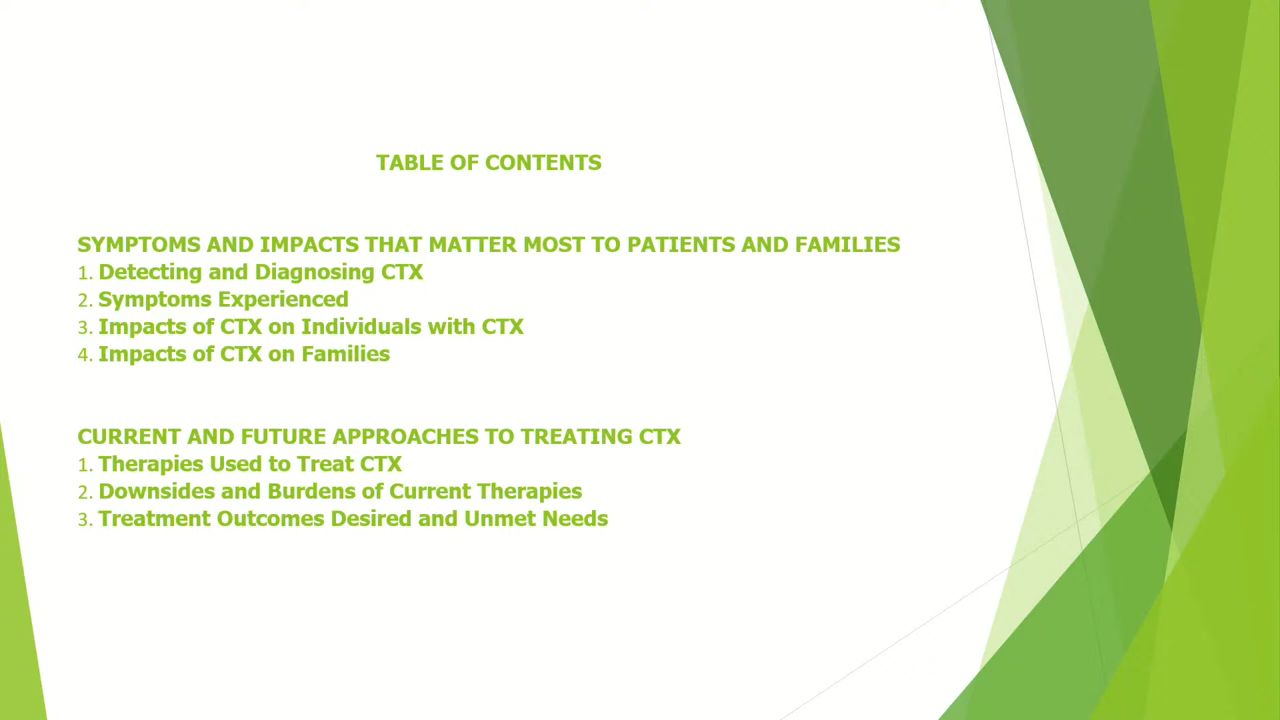 TABLE OF CONTENTS
SYMPTOMS AND IMPACTS THAT MATTER MOST TO PATIENTS AND FAMILIES
1. Detecting and Diagnosing CTX
2. Symptoms Experienced
3. Impacts of CTX on Individuals with CTX
4. Impacts of CTX on Families
CURRENT AND FUTURE APPROACHES TO TREATING CTX
1. Therapies Used to Treat CTX
2. Downsides and Burdens of Current Therapies
3. Treatment Outcomes Desired and Unmet Needs